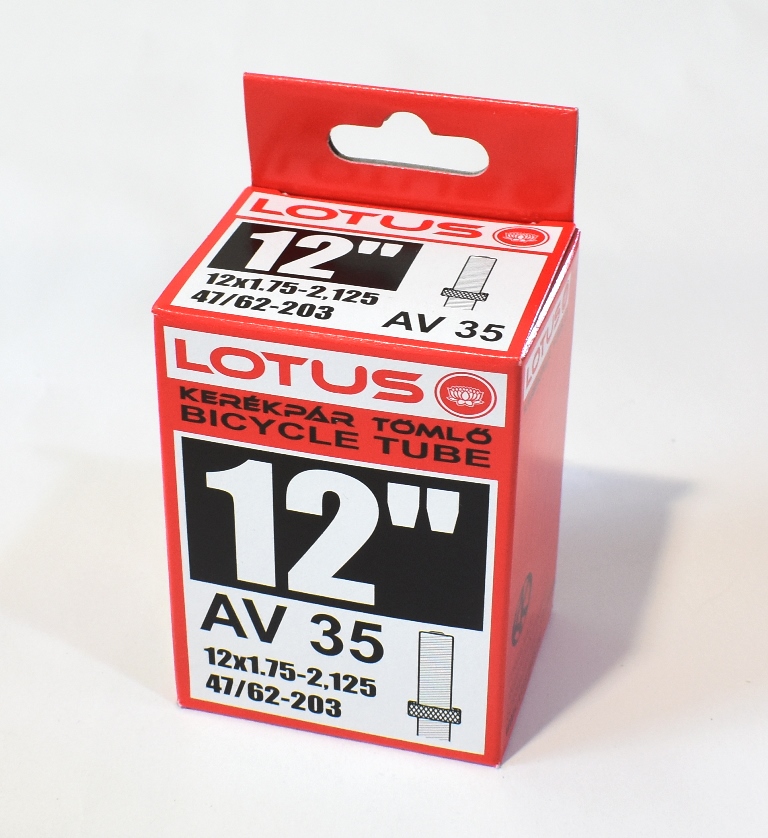 LOTUS
12"
12x1.75-2,125
47/62-203
AV 35
LOTUS
KERÉKPÁR TÖMLŐ
BICYCLE TUBE
12"
AV 35
12x1.75-2,125
47/62-203
LOTUS